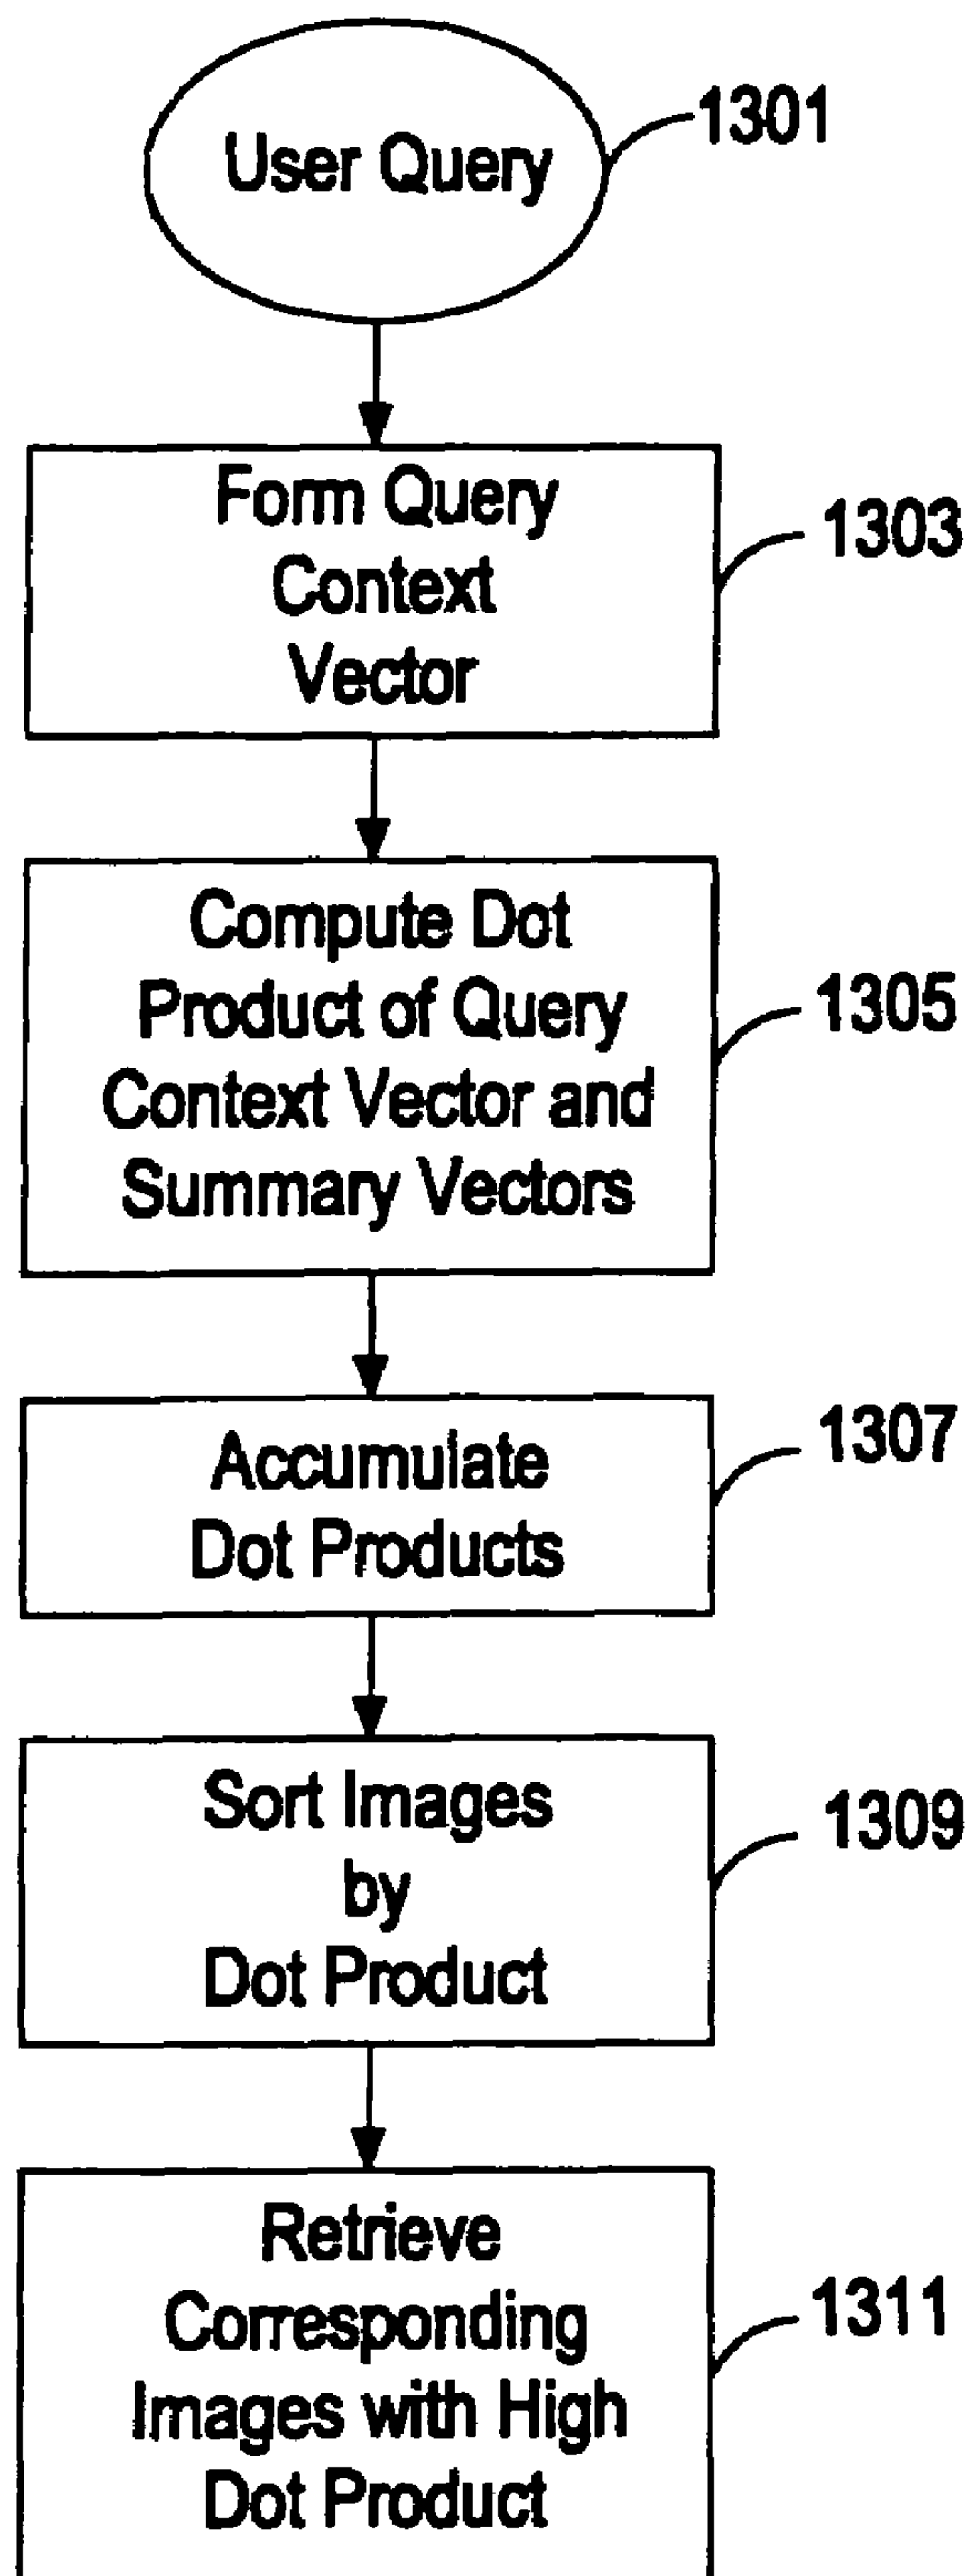 User Query
1301
Form Query
Context
Vector
1303
Compute Dot
Product of Query
Context Vector and
Summary Vectors
1305
Accumulate
Dot Products
1307
Sort Images
by
Dot Product
1309
Retrieve
Corresponding
Images with High
Dot Product
1311